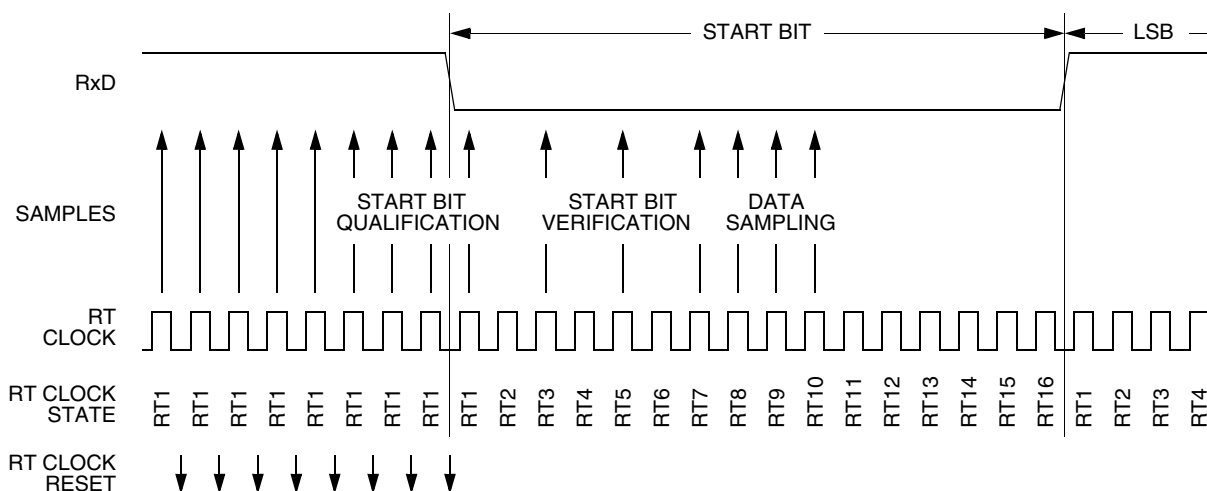 START BIT
LSB
RxD
SAMPLES
START BIT
QUALIFICATION
START BIT
VERIFICATION
DATA
SAMPLING
RT
CLOCK
RT CLOCK
STATE
RT1 RT1 RT1 RT1 RT1 RT1 RT1 RT1 RT1 RT2 RT3 RT4 RT5 RT6 RT7 RT8 RT9 RT10 RT11 RT12 RT13 RT14 RT15 RT16 RT1 RT2 RT3 RT4
RT CLOCK
RESET